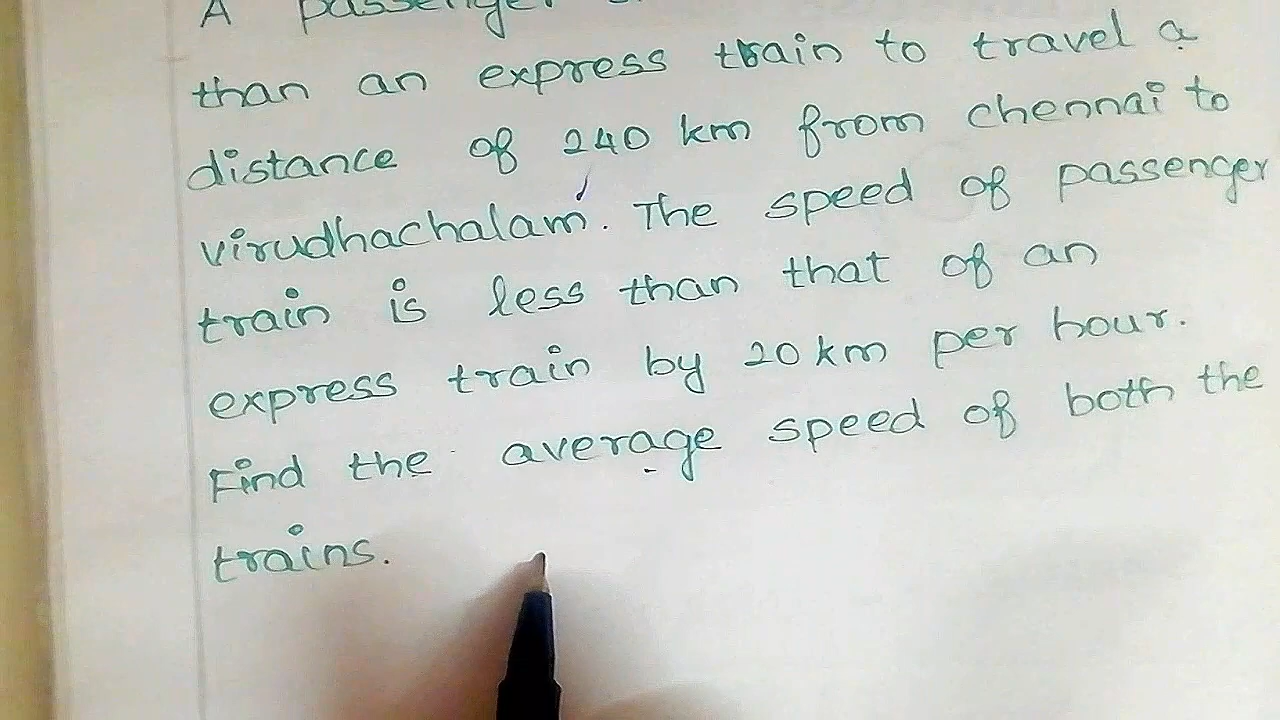 A passenger
than an express train to travel a
distance of 240 km from chennai to
virudhachalam. The speed of passenger
train is less than that of an
express train by 20 km per hour.
Find the average speed of both the
trains.